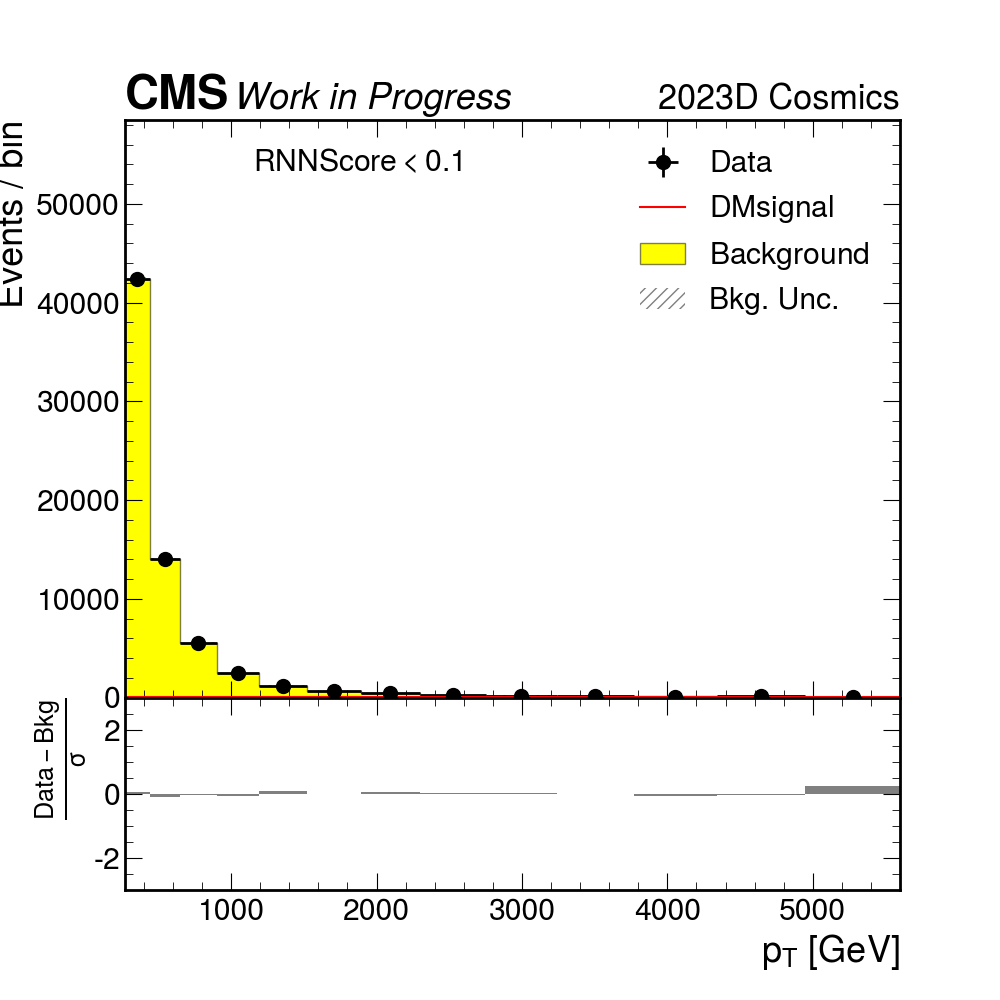 CMS Work in Progress 2023D Cosmics
Events / bin
RNNScore < 0.1
Data
DMsignal
Background
Bkg. Unc.
50000
40000
30000
20000
10000
0
Data − Bkg
σ
2
0
-2
1000 2000 3000 4000 5000
pT [GeV]